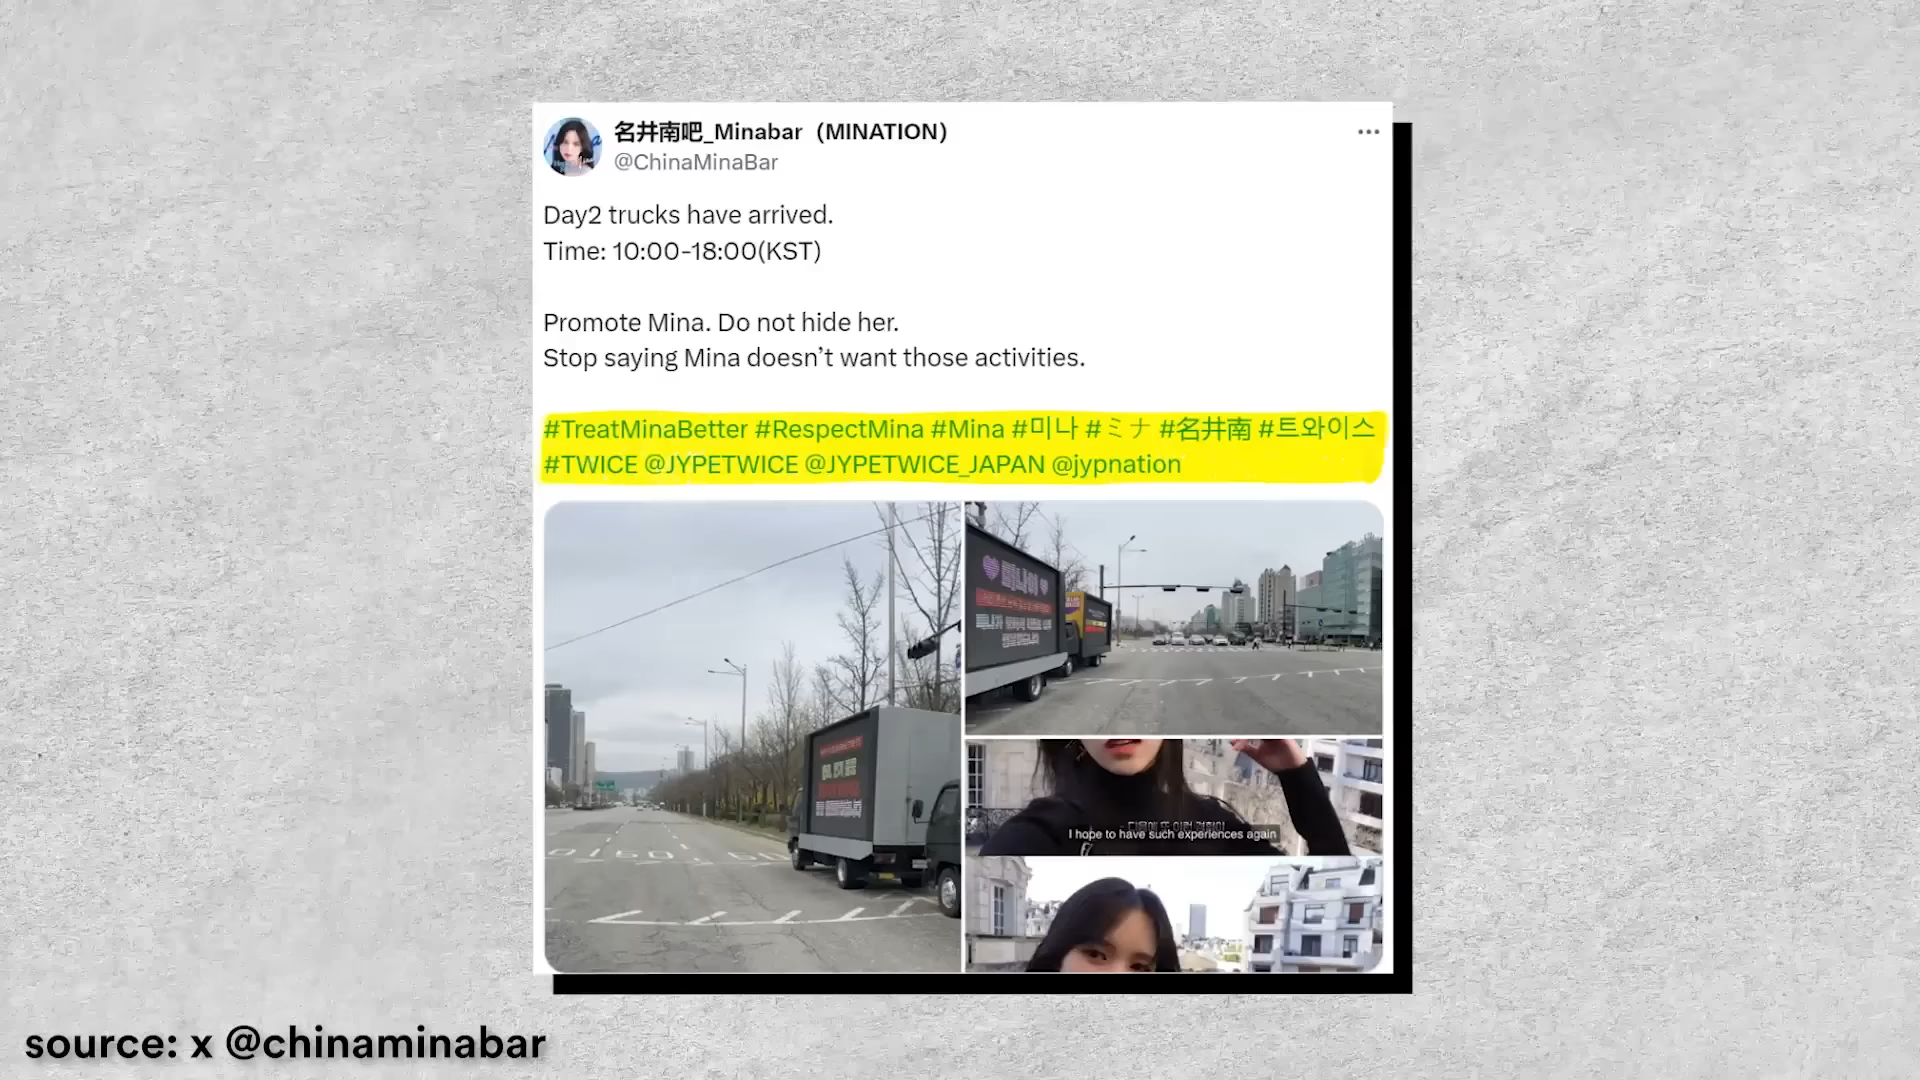 名井南吧_Minabar（MINATION）
@ChinaMinaBar
Day2 trucks have arrived.
Time: 10:00-18:00(KST)
Promote Mina. Do not hide her.
Stop saying Mina doesn’t want those activities.
#TreatMinaBetter #RespectMina #Mina #미나 #ミナ #名井南 #트와이스
#TWICE @JYPETWICE @JYPETWICE_JAPAN @jypnation
I hope to have such experiences again
source: x @chinaminabar